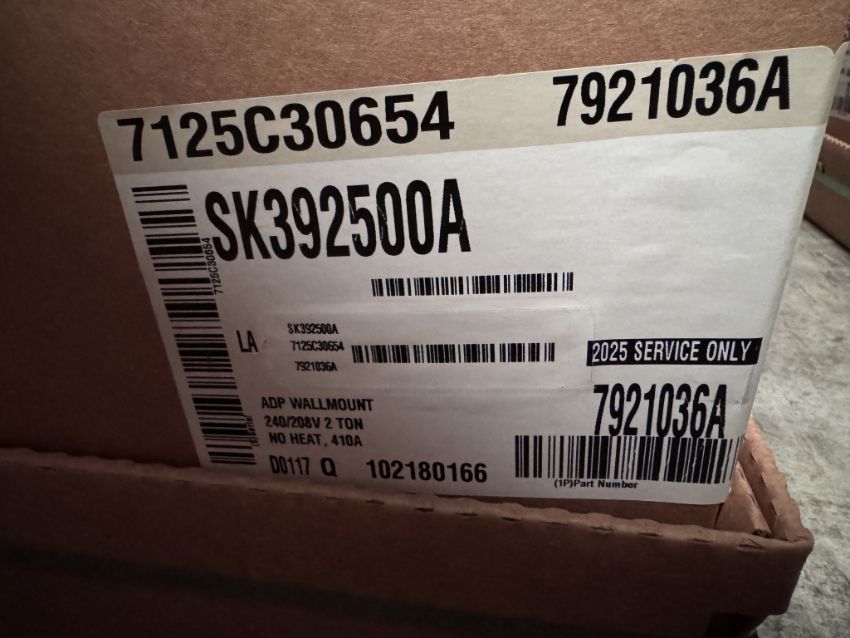 7125C30654 7921036A
SK392500A
7125C30654
LA
SK392500A
7125C30654
7921036A
2025 SERVICE ONLY
ADP WALLMOUNT
240/208V 2 TON
NO HEAT, 410A
7921036A
D0117 Q 102180166
(1P)Part Number